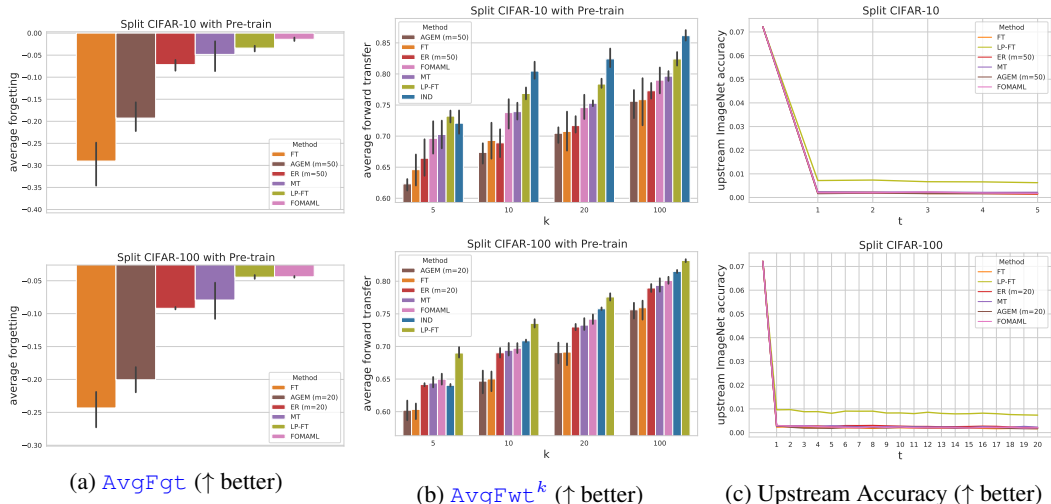 Split CIFAR-10 with Pre-train
average forgetting
0.00
−0.05
−0.10
−0.15
−0.20
−0.25
−0.30
−0.35
−0.40
Method
FT
AGEM (m=50)
ER (m=50)
MT
LP-FT
FOMAML
Split CIFAR-10 with Pre-train
average forward transfer
0.85
0.80
0.75
0.70
0.65
0.60
5 10 20 100
k
Method
AGEM (m=50)
FT
ER (m=50)
FOMAML
MT
LP-FT
IND
Split CIFAR-10
upstream ImageNet accuracy
0.07
0.06
0.05
0.04
0.03
0.02
0.01
0.00
1 2 3 4 5
t
Method
FT
LP-FT
ER (m=50)
MT
AGEM (m=50)
FOMAML
Split CIFAR-100 with Pre-train
average forgetting
−0.05
−0.10
−0.15
−0.20
−0.25
−0.30
Method
FT
AGEM (m=20)
ER (m=20)
MT
LP-FT
FOMAML
Split CIFAR-100 with Pre-train
average forward transfer
0.80
0.75
0.70
0.65
0.60
5 10 20 100
k
Method
AGEM (m=20)
FT
ER (m=20)
MT
FOMAML
IND
LP-FT
Split CIFAR-100
upstream ImageNet accuracy
0.07
0.06
0.05
0.04
0.03
0.02
0.01
0.00
1 2 3 4 5 6 7 8 9 10 11 12 13 14 15 16 17 18 19 20
t
Method
FT
LP-FT
ER (m=20)
MT
AGEM (m=20)
FOMAML
(a) AvgFgt (↑ better)
(b) AvgFwt^k (↑ better)
(c) Upstream Accuracy (↑ better)